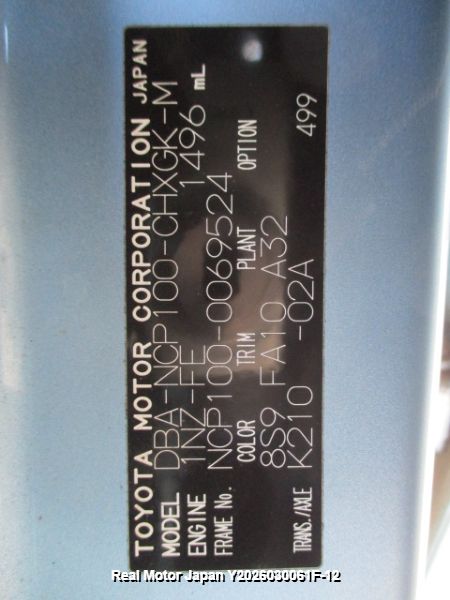 TOYOTA MOTOR CORPORATION JAPAN
MODEL DBA-NCP100-CHXGK-M
ENGINE 1NZ-FE 1496 mL
FRAME No. NCP100-0069524
COLOR TRIM PLANT OPTION
8S9 FA10 A32
TRANS./AXLE K210 -02A 499
Real Motor Japan Y2026030061F-12